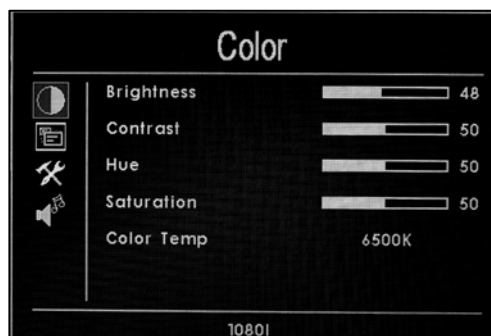 Color
Brightness 48
Contrast 50
Hue 50
Saturation 50
Color Temp 6500K
1080I